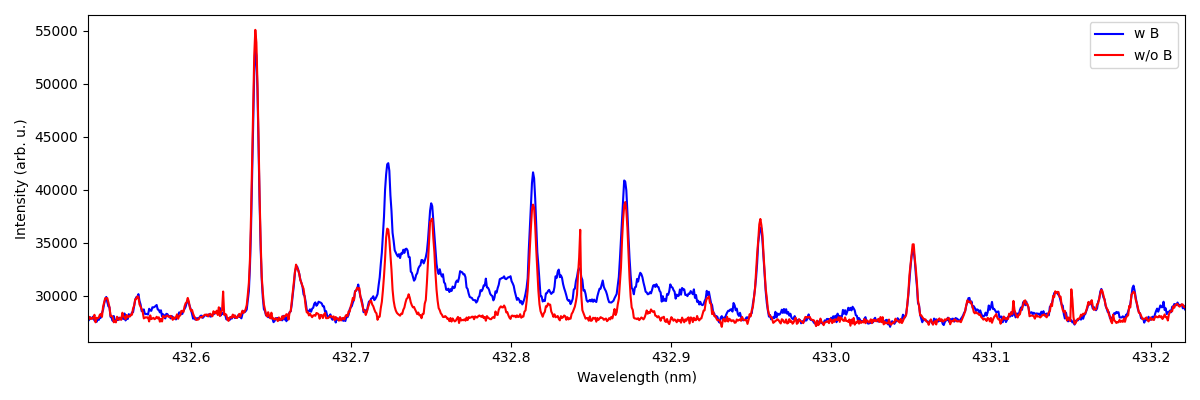 55000
50000
45000
40000
35000
30000
Intensity (arb. u.)
w B
w/o B
432.6 432.7 432.8 432.9 433.0 433.1 433.2
Wavelength (nm)